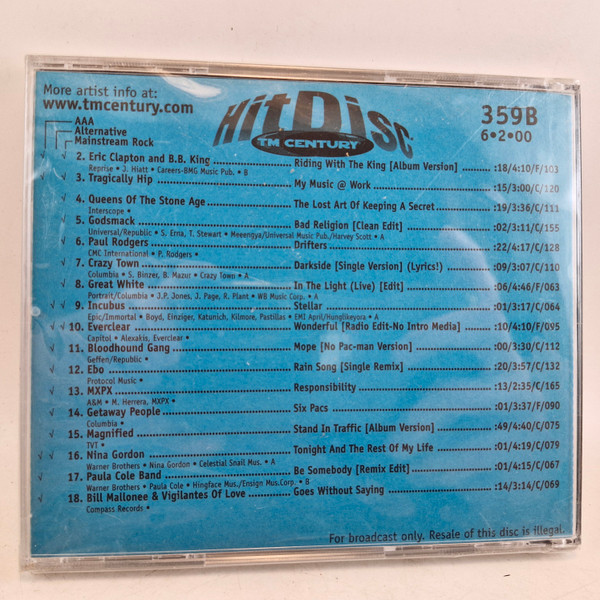 More artist info at:
www.tmcentury.com
HitDisc
TM CENTURY
359B
6•2•00
AAA
Alternative
Mainstream Rock
√ √ 2. Eric Clapton and B.B. King ........ Riding With The King [Album Version] ...... :18/4:10/F/103
Reprise • J. Hiatt • Careers-BMG Music Pub. • B
√ 3. Tragically Hip ........ My Music @ Work ........ :15/3:00/C/120
√ 4. Queens Of The Stone Age ........ The Lost Art Of Keeping A Secret ........ :19/3:36/C/111
Interscope •
√ 5. Godsmack ........ Bad Religion [Clean Edit] ........ :02/3:11/C/155
Universal/Republic • S. Erna, T. Stewart • Meeengya/Universal Music Pub./Harvey Scott • A
√ 6. Paul Rodgers ........ Drifters ........ :22/4:17/C/128
CMC International • P. Rodgers •
√ 7. Crazy Town ........ Darkside [Single Version] (Lyrics!) ........ :09/3:07/C/110
Columbia • S. Binzer, B. Mazur • Crazy Town • A
√ 8. Great White ........ In The Light (Live) [Edit] ........ :06/4:46/F/063
Portrait/Columbia • J.P. Jones, J. Page, R. Plant • WB Music Corp. • A
√ √ 9. Incubus ........ Stellar ........ :01/3:17/C/064
Epic/Immortal • Boyd, Einziger, Katunich, Kilmore, Pastillas • EMI April/Hunglikeyora • A
√ √ √ 10. Everclear ........ Wonderful [Radio Edit-No Intro Media] ........ :10/4:10/F/095
Capitol • Alexakis, Everclear •
√ 11. Bloodhound Gang ........ Mope [No Pac-man Version] ........ :00/3:30/C/112
Geffen/Republic •
√ 12. Ebo ........ Rain Song [Single Remix] ........ :20/3:57/C/132
Protocol Music •
√ 13. MXPX ........ Responsibility ........ :13/2:35/C/165
A&M • M. Herrera, MXPX •
√ 14. Getaway People ........ Six Pacs ........ :01/3:37/F/090
Columbia •
√ 15. Magnified ........ Stand In Traffic [Album Version] ........ :49/4:40/C/075
TVT •
√ √ 16. Nina Gordon ........ Tonight And The Rest Of My Life ........ :01/4:19/C/079
Warner Brothers • Nina Gordon • Celestial Snail Mus. • A
√ 17. Paula Cole Band ........ Be Somebody [Remix Edit] ........ :01/4:15/C/067
Warner Brothers • Paula Cole • Hingface Mus./Ensign Mus.Corp. • B
√ √ 18. Bill Mallonee & Vigilantes Of Love ........ Goes Without Saying ........ :14/3:14/C/069
Compass Records •
For broadcast only. Resale of this disc is illegal.